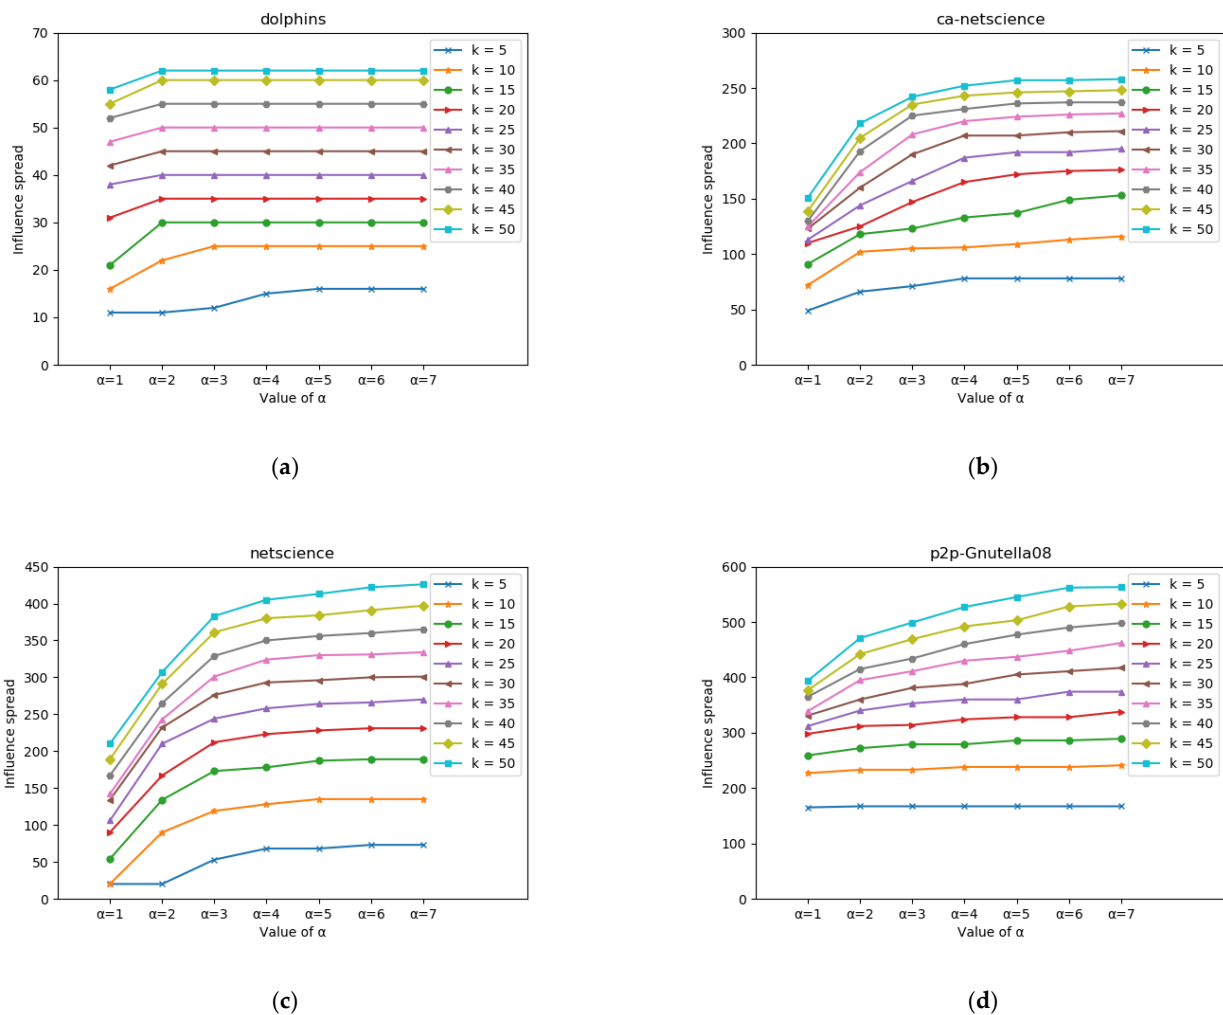 dolphins
70
60
50
40
30
20
10
0
Influence spread
α=1 α=2 α=3 α=4 α=5 α=6 α=7
Value of α
k = 5
k = 10
k = 15
k = 20
k = 25
k = 30
k = 35
k = 40
k = 45
k = 50
(a)
ca-netscience
300
250
200
150
100
50
0
Influence spread
α=1 α=2 α=3 α=4 α=5 α=6 α=7
Value of α
k = 5
k = 10
k = 15
k = 20
k = 25
k = 30
k = 35
k = 40
k = 45
k = 50
(b)
netscience
450
400
350
300
250
200
150
100
50
0
Influence spread
α=1 α=2 α=3 α=4 α=5 α=6 α=7
Value of α
k = 5
k = 10
k = 15
k = 20
k = 25
k = 30
k = 35
k = 40
k = 45
k = 50
(c)
p2p-Gnutella08
600
500
400
300
200
100
0
Influence spread
α=1 α=2 α=3 α=4 α=5 α=6 α=7
Value of α
k = 5
k = 10
k = 15
k = 20
k = 25
k = 30
k = 35
k = 40
k = 45
k = 50
(d)